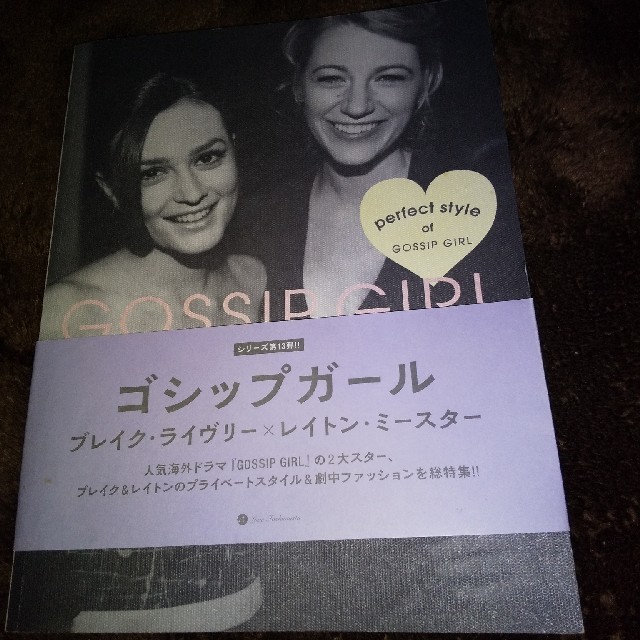 perfect style
of
GOSSIP GIRL
GOSSIP GIRL
シリーズ第13弾!!
ゴシップガール
ブレイク・ライヴリー×レイトン・ミースター
人気海外ドラマ『GOSSIP GIRL』の2大スター、
ブレイク&レイトンのプライベートスタイル&劇中ファッションを総特集!!